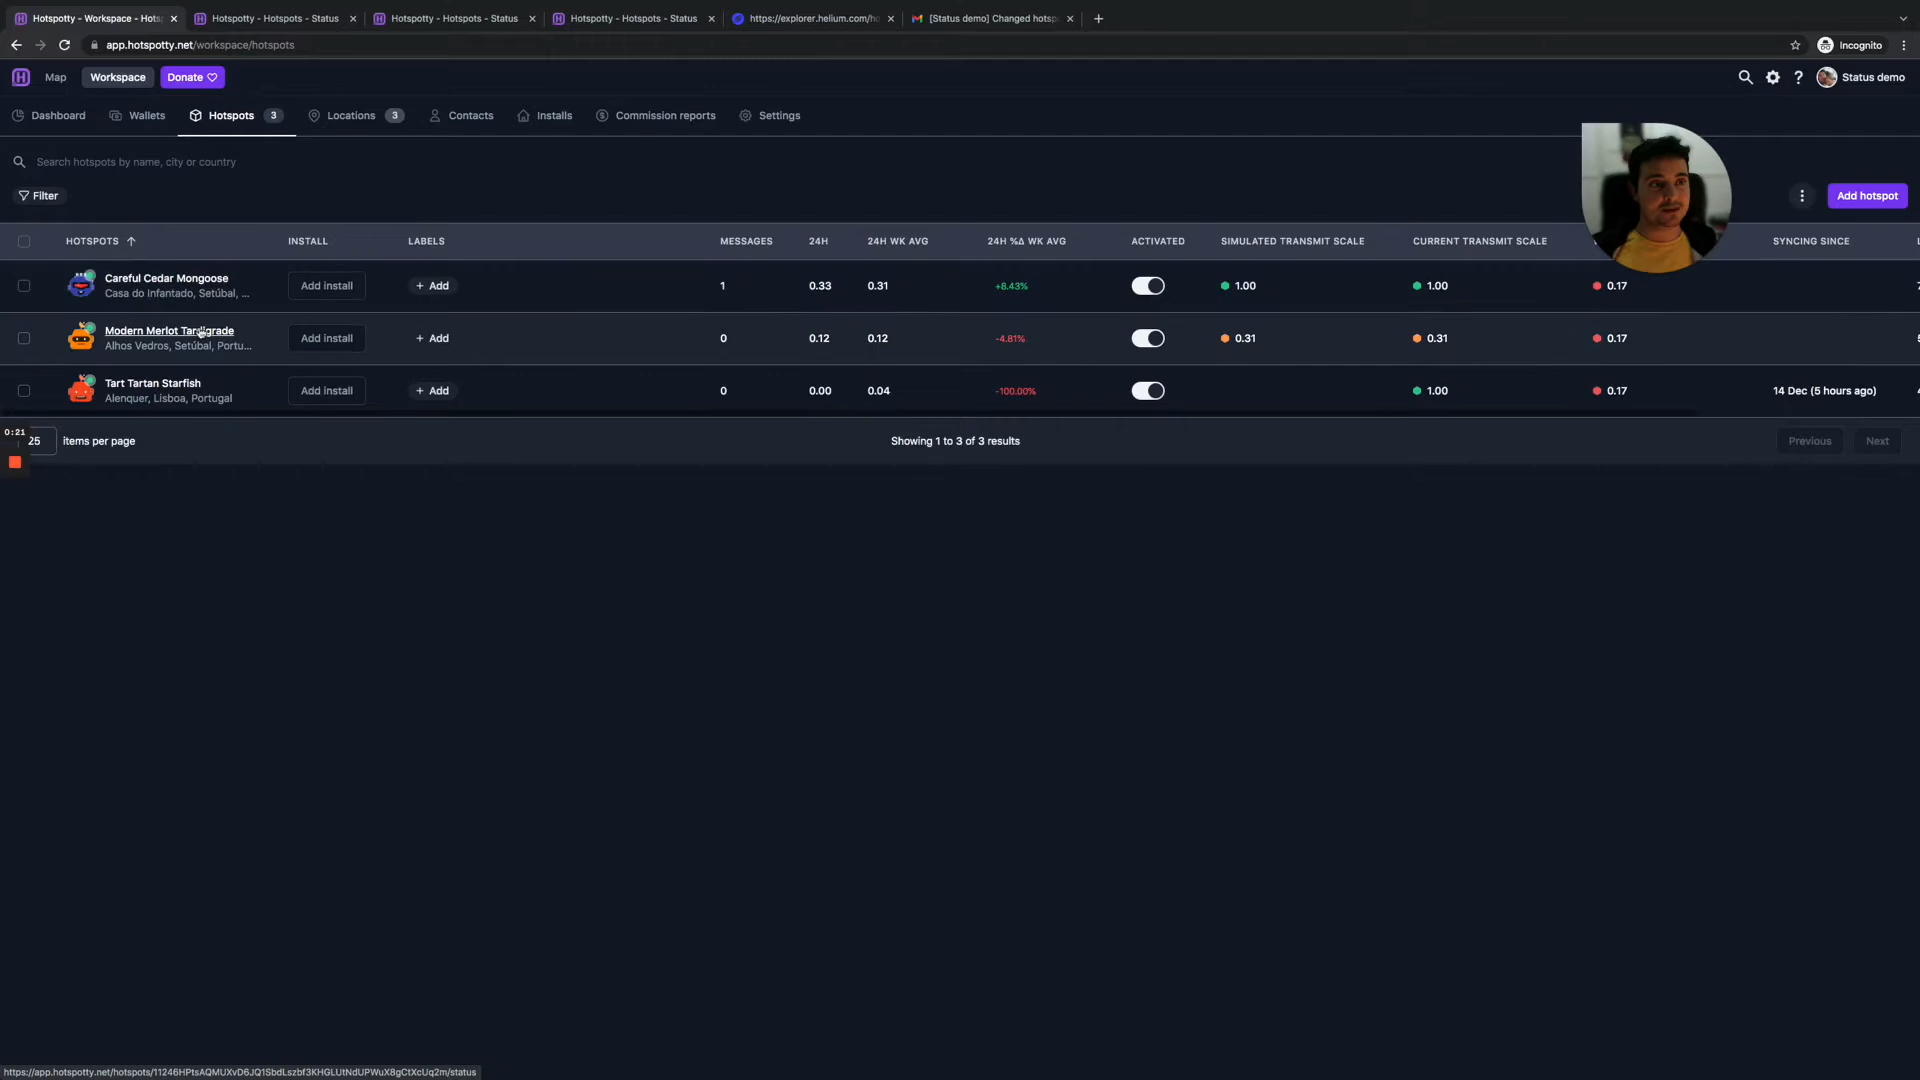 Hotspotty - Workspace - Hots
Hotspotty - Hotspots - Status
Hotspotty - Hotspots - Status
Hotspotty - Hotspots - Status
https://explorer.helium.com/ho
[Status demo] Changed hotsp
app.hotspotty.net/workspace/hotspots
Incognito
Map
Workspace
Donate
?
Status demo
Dashboard
Wallets
Hotspots 3
Locations 3
Contacts
Installs
Commission reports
Settings
Search hotspots by name, city or country
Filter
Add hotspot
HOTSPOTS INSTALL LABELS MESSAGES 24H 24H WK AVG 24H %Δ WK AVG ACTIVATED SIMULATED TRANSMIT SCALE CURRENT TRANSMIT SCALE SYNCING SINCE
Careful Cedar Mongoose
Casa do Infantado, Setúbal, ...
Add install + Add 1 0.33 0.31 +8.43% 1.00 1.00 0.17
Modern Merlot Tardigrade
Alhos Vedros, Setúbal, Portu...
Add install + Add 0 0.12 0.12 -4.81% 0.31 0.31 0.17
Tart Tartan Starfish
Alenquer, Lisboa, Portugal
Add install + Add 0 0.00 0.04 -100.00% 1.00 0.17 14 Dec (5 hours ago)
0:21
25 items per page
Showing 1 to 3 of 3 results
Previous
Next
https://app.hotspotty.net/hotspots/11246HPtsAQMUXvD6JQ1SbdLszbf3KHGLUtNdUPWuX8gCtXcUq2m/status